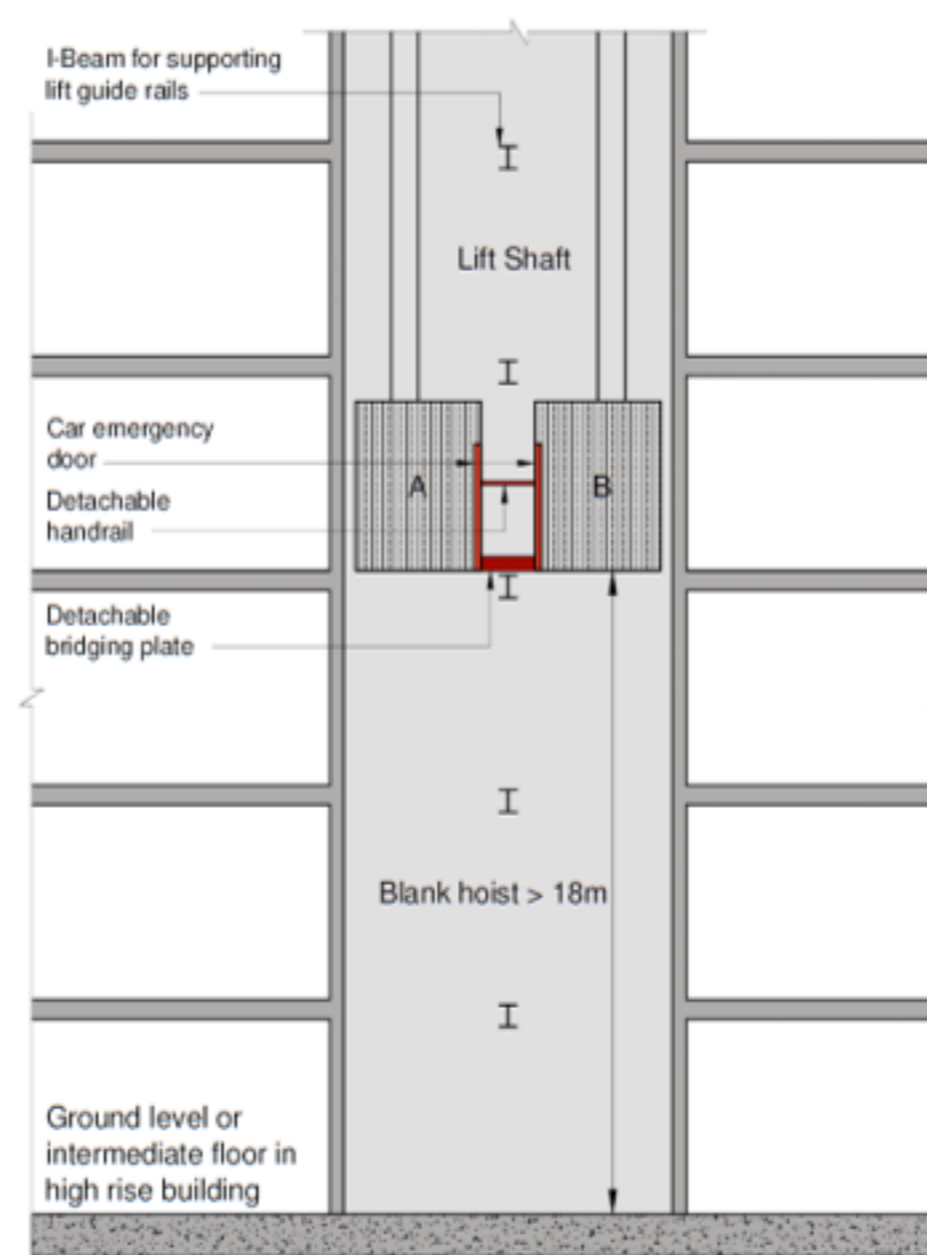 I-Beam for supporting
lift guide rails
Lift Shaft
Car emergency
door
A
B
Detachable
handrail
Detachable
bridging plate
Blank hoist > 18m
Ground level or
intermediate floor in
high rise building